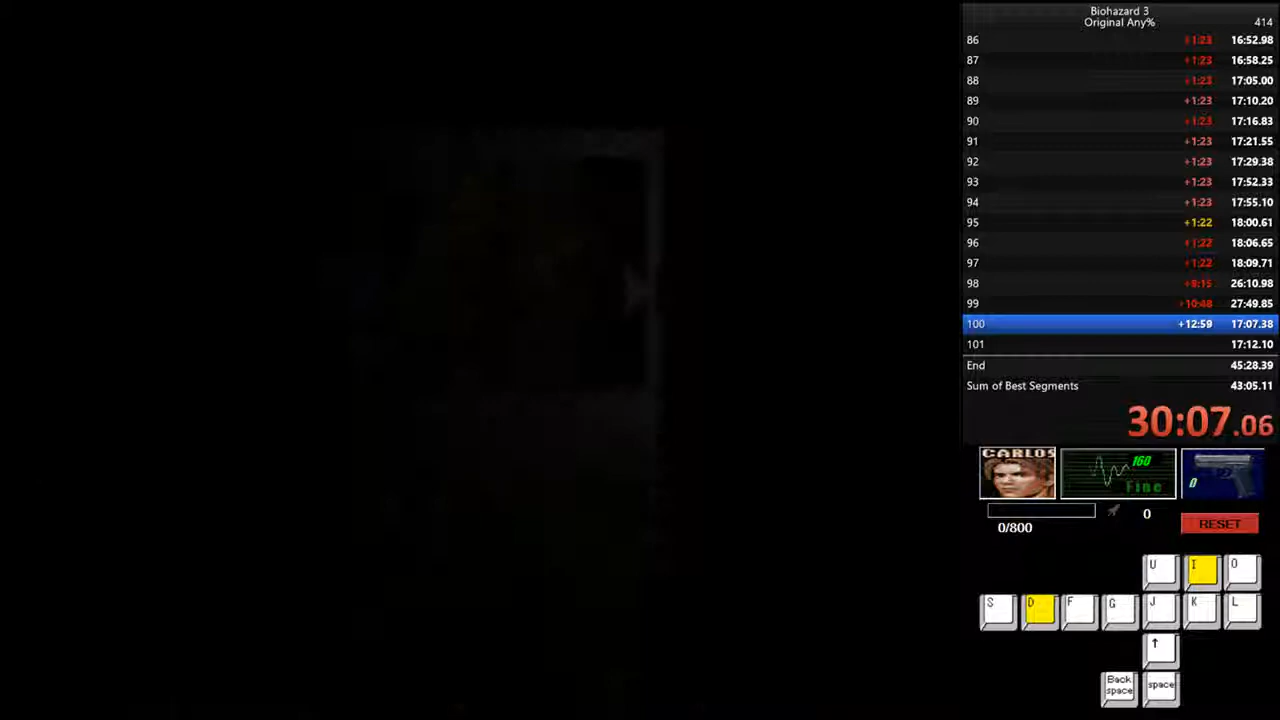 Biohazard 3
Original Any%
414
86 +1:23 16:52.98
87 +1:23 16:58.25
88 +1:23 17:05.00
89 +1:23 17:10.20
90 +1:23 17:16.83
91 +1:23 17:21.55
92 +1:23 17:29.38
93 +1:23 17:52.33
94 +1:23 17:55.10
95 +1:22 18:00.61
96 +1:22 18:06.65
97 +1:22 18:09.71
98 +8:15 26:10.98
99 +10:48 27:49.85
100 +12:59 17:07.38
101 17:12.10
End 45:28.39
Sum of Best Segments 43:05.11
30:07.06
CARLOS
160
Fine
0
0/800
0
RESET
U I O
S D F G J K L
↑
Back space
space